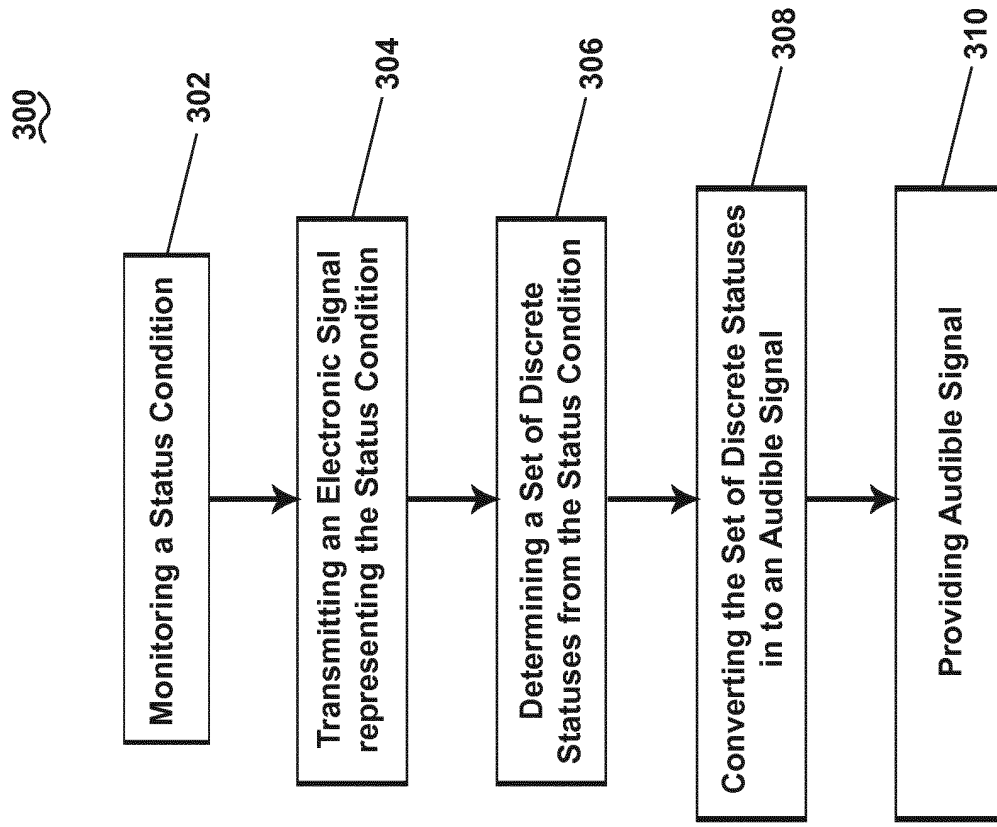 300
Monitoring a Status Condition
302
Transmitting an Electronic Signal
representing the Status Condition
304
Determining a Set of Discrete
Statuses from the Status Condition
306
Converting the Set of Discrete Statuses
in to an Audible Signal
308
Providing Audible Signal
310